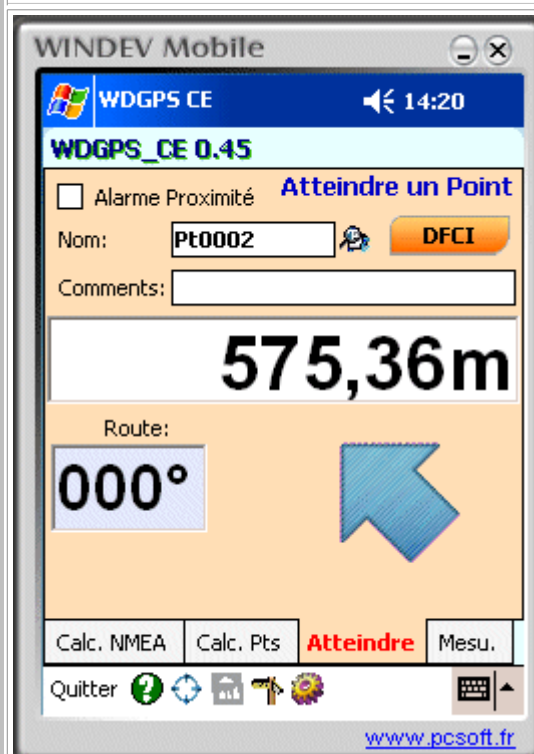 WINDEV Mobile
WDGPS CE 14:20
WDGPS_CE 0.45
Alarme Proximité Atteindre un Point
Nom: Pt0002 DFCI
Comments:
575,36m
Route:
000°
Calc. NMEA Calc. Pts Atteindre Mesu.
Quitter
www.pcsoft.fr